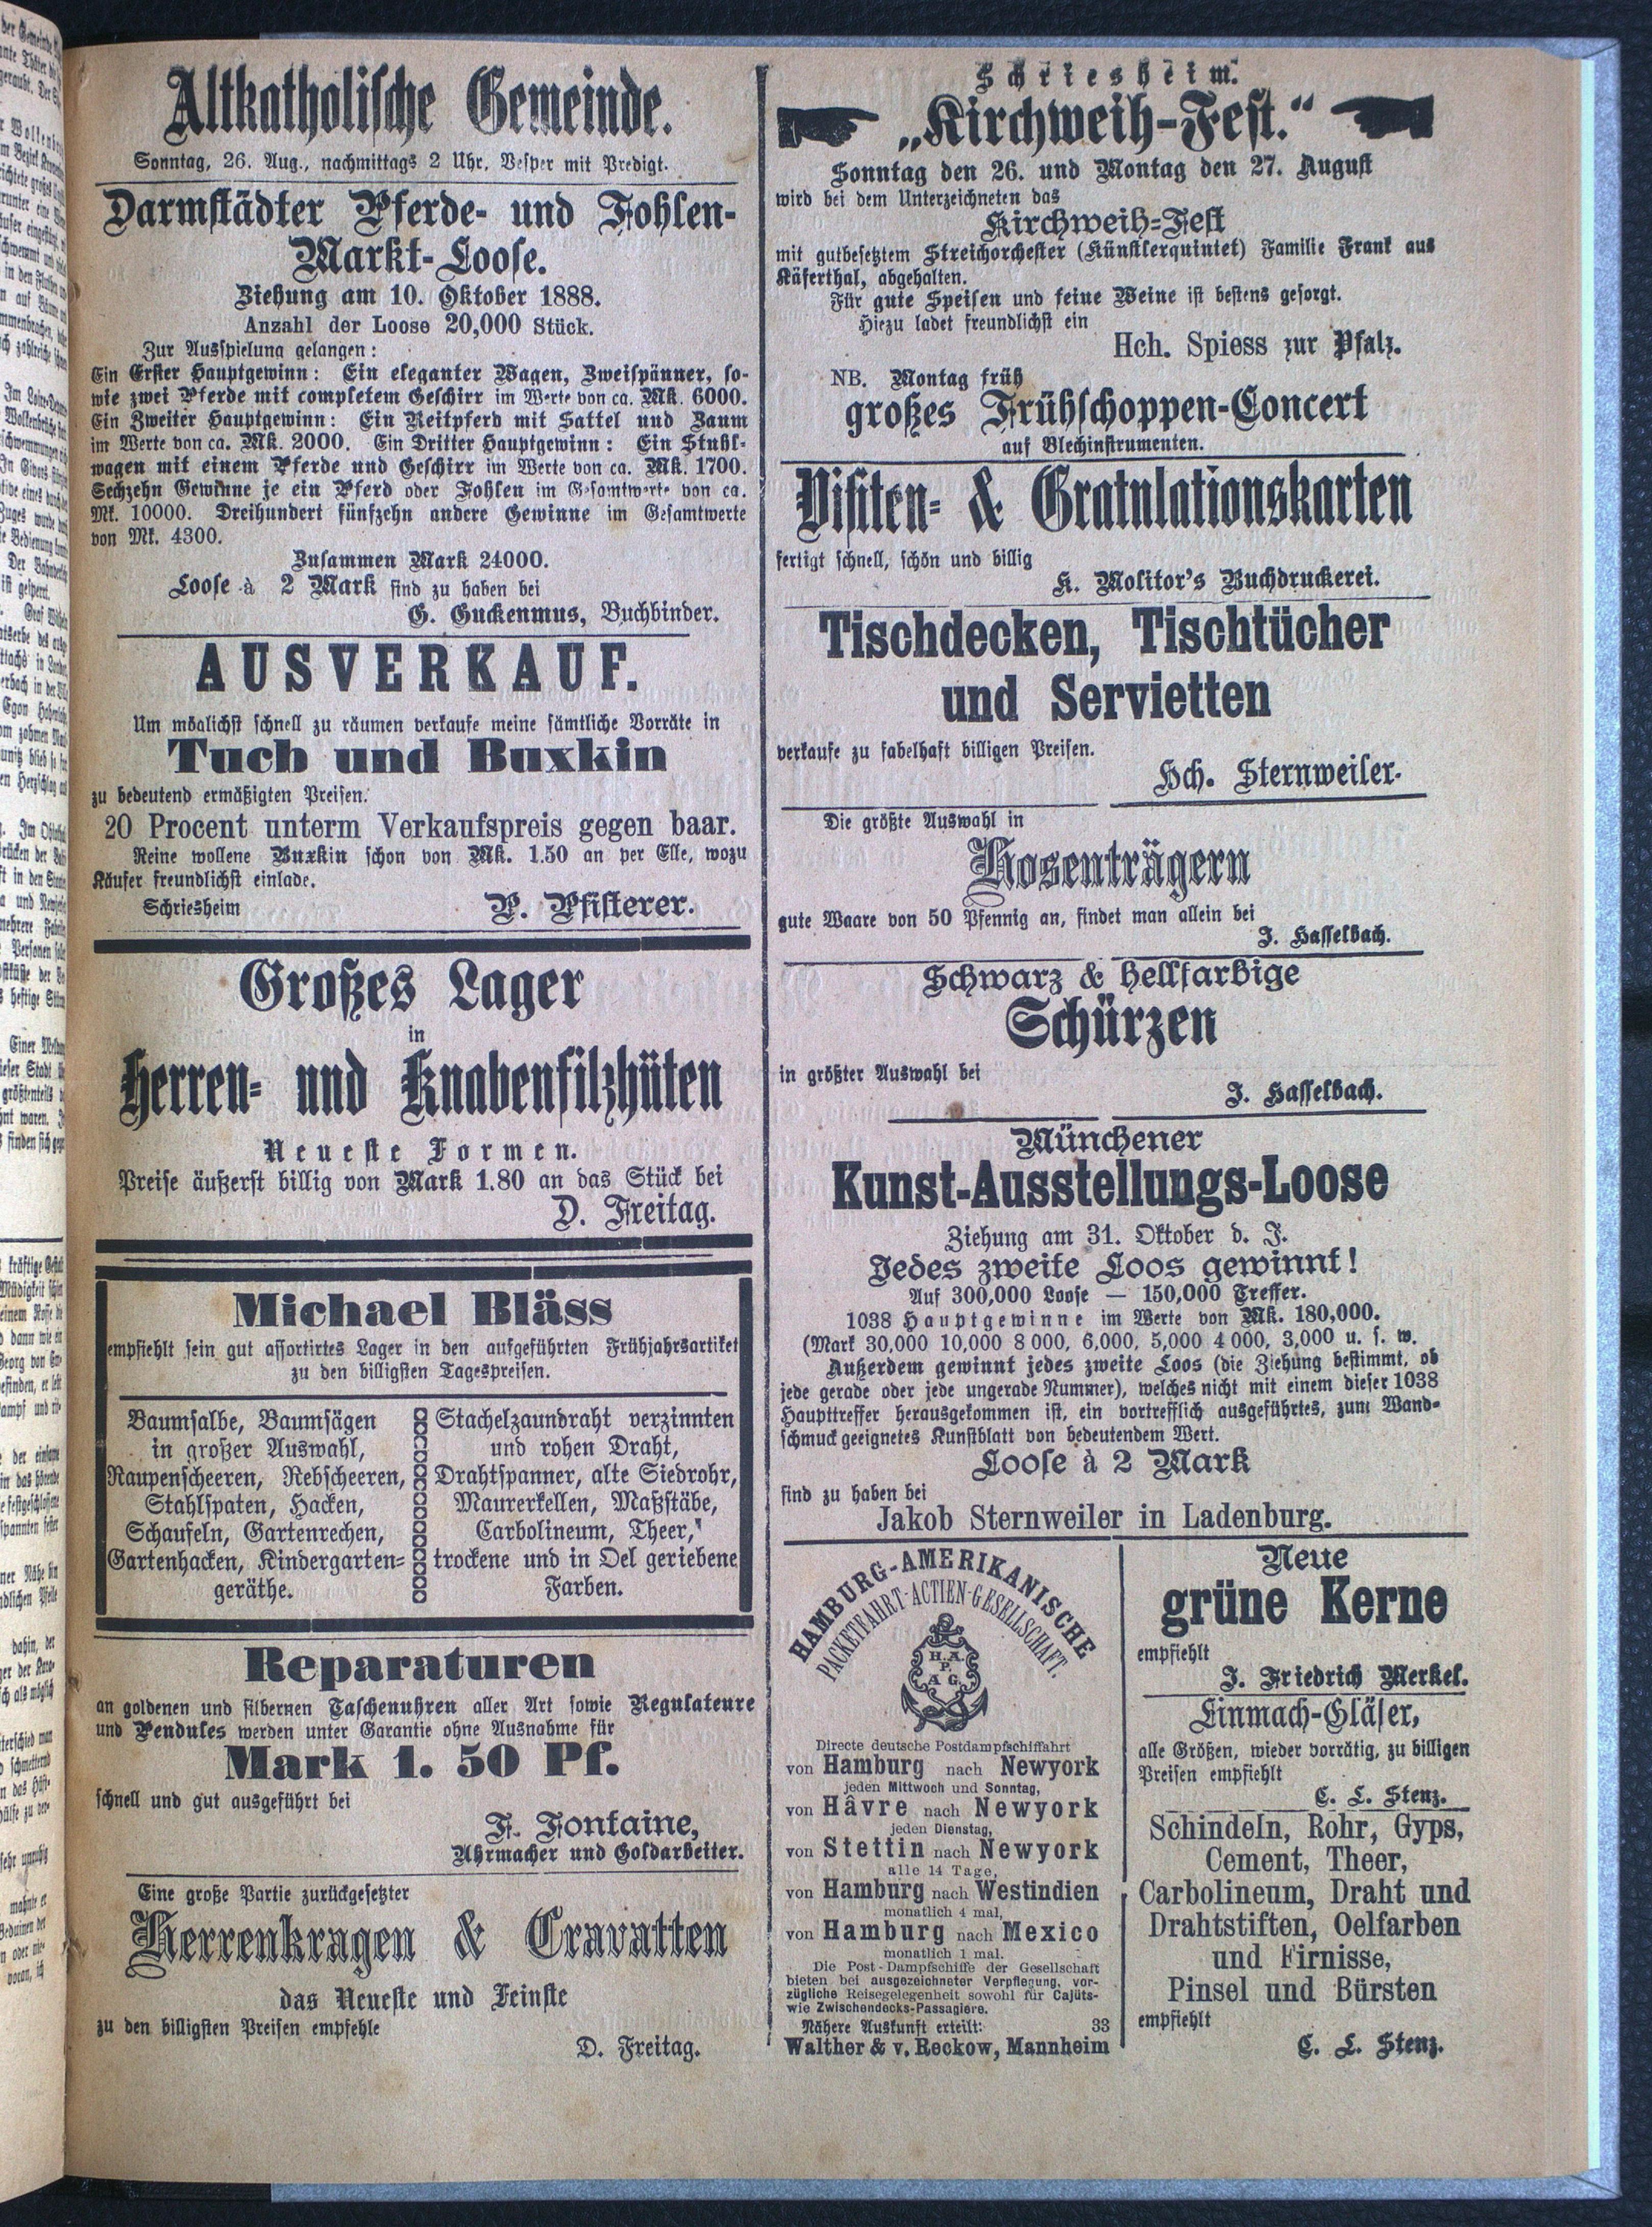 Altkatholische Gemeinde.
Sonntag, 26. Aug., nachmittags 2 Uhr, Vesper mit Predigt.
Darmstädter Pferde- und Fohlen-
Markt-Loose.
Ziehung am 10. Oktober 1888.
Anzahl der Loose 20,000 Stück.
Zur Ausspielung gelangen:
Ein Erster Hauptgewinn: Ein eleganter Wagen, Zweispänner, so-
wie zwei Pferde mit completem Geschirr im Werte von ca. Mk. 6000.
Ein Zweiter Hauptgewinn: Ein Reitpferd mit Sattel und Zaum
im Werte von ca. Mk. 2000. Ein Dritter Hauptgewinn: Ein Stuhl-
wagen mit einem Pferde und Geschirr im Werte von ca. Mk. 1700.
Sechzehn Gewinne je ein Pferd oder Fohlen im Gesamtwerte von ca.
Mk. 10000. Dreihundert fünfzehn andere Gewinne im Gesamtwerte
von Mk. 4300.
Zusammen Mark 24000.
Loose à 2 Mark sind zu haben bei
G. Guckenmus, Buchbinder.
AUSVERKAUF.
Um möglichst schnell zu räumen verkaufe meine sämtliche Vorräte in
Tuch und Buxkin
zu bedeutend ermäßigten Preisen.
20 Procent unterm Verkaufspreis gegen baar.
Reine wollene Buxkin schon von Mk. 1.50 an per Elle, wozu
Käufer freundlichst einlade.
Schriesheim P. Pfisterer.
Großes Lager
in
Herren- und Knabenfilzhüten
Neueste Formen.
Preise äußerst billig von Mark 1.80 an das Stück bei
D. Freitag.
Michael Bläss
empfiehlt sein gut assortirtes Lager in den aufgeführten Frühjahrsartikel
zu den billigsten Tagespreisen.
Baumsalbe, Baumsägen
in großer Auswahl,
Raupenscheeren, Rebscheeren,
Stahlspaten, Hacken,
Schaufeln, Gartenrechen,
Gartenhacken, Kindergarten-
geräthe.
Stachelzaundraht verzinnten
und rohen Draht,
Drahtspanner, alte Siedrohr,
Maurerkellen, Maßstäbe,
Carbolineum, Theer,
trockene und in Oel geriebene
Farben.
Reparaturen
an goldenen und silbernen Taschenuhren aller Art sowie Regulateure
und Pendules werden unter Garantie ohne Ausnahme für
Mark 1. 50 Pf.
schnell und gut ausgeführt bei
F. Fontaine,
Uhrmacher und Goldarbeiter.
Eine große Partie zurückgesetzter
Herrenkragen & Cravatten
das Neueste und Feinste
zu den billigsten Preisen empfehle
D. Freitag.
Schriesheim.
„Kirchweih-Fest.“
Sonntag den 26. und Montag den 27. August
wird bei dem Unterzeichneten das
Kirchweih-Fest
mit gutbesetztem Streichorchester (Künstlerquintet) Familie Frank aus
Käferthal, abgehalten.
Für gute Speisen und feine Weine ist bestens gesorgt.
Hiezu ladet freundlichst ein
Hch. Spiess zur Pfalz.
NB. Montag früh
großes Frühschoppen-Concert
auf Blechinstrumenten.
Visiten- & Gratulationskarten
fertigt schnell, schön und billig
K. Molitor's Buchdruckerei.
Tischdecken, Tischtücher
und Servietten
verkaufe zu fabelhaft billigen Preisen.
Hch. Sternweiler.
Die größte Auswahl in
Hosenträgern
gute Waare von 50 Pfennig an, findet man allein bei
J. Hasselbach.
Schwarz & hellfarbige
Schürzen
in größter Auswahl bei
J. Hasselbach.
Münchener
Kunst-Ausstellungs-Loose
Ziehung am 31. Oktober d. J.
Jedes zweite Loos gewinnt!
Auf 300,000 Loose — 150,000 Treffer.
1038 Hauptgewinne im Werte von Mk. 180,000.
(Mark 30,000 10,000 8 000, 6,000, 5,000 4 000, 3,000 u. s. w.
Außerdem gewinnt jedes zweite Loos (die Ziehung bestimmt, ob
jede gerade oder jede ungerade Nummer), welches nicht mit einem dieser 1038
Haupttreffer herausgekommen ist, ein vortrefflich ausgeführtes, zum Wand-
schmuck geeignetes Kunstblatt von bedeutendem Wert.
Loose à 2 Mark
sind zu haben bei
Jakob Sternweiler in Ladenburg.
HAMBURG-AMERIKANISCHE
PACKETFAHRT-ACTIEN-GESELLSCHAFT.
H. A.
P.
A. G.
Directe deutsche Postdampfschiffahrt
von Hamburg nach Newyork
jeden Mittwoch und Sonntag,
von Hâvre nach Newyork
jeden Dienstag,
von Stettin nach Newyork
alle 14 Tage,
von Hamburg nach Westindien
monatlich 4 mal,
von Hamburg nach Mexico
monatlich 1 mal.
Die Post-Dampfschiffe der Gesellschaft
bieten bei ausgezeichneter Verpflegung, vor-
zügliche Reisegelegenheit sowohl für Cajüts-
wie Zwischendecks-Passagiere.
Nähere Auskunft erteilt: 33
Walther & v. Reckow, Mannheim
Neue
grüne Kerne
empfiehlt
J. Friedrich Merkel.
Einmach-Gläser,
alle Größen, wieder vorrätig, zu billigen
Preisen empfiehlt
C. L. Stenz.
Schindeln, Rohr, Gyps,
Cement, Theer,
Carbolineum, Draht und
Drahtstiften, Oelfarben
und Firnisse,
Pinsel und Bürsten
empfiehlt
C. L. Stenz.